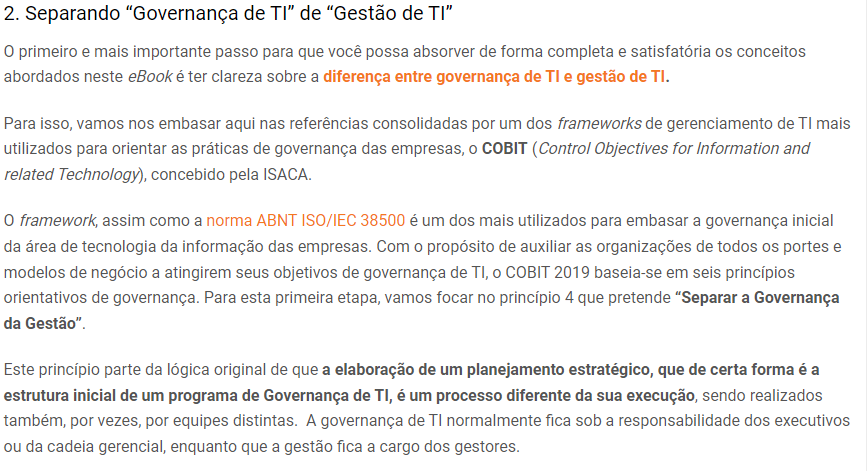 2. Separando “Governança de TI” de “Gestão de TI”
O primeiro e mais importante passo para que você possa absorver de forma completa e satisfatória os conceitos
abordados neste eBook é ter clareza sobre a diferença entre governança de TI e gestão de TI.
Para isso, vamos nos embasar aqui nas referências consolidadas por um dos frameworks de gerenciamento de TI mais
utilizados para orientar as práticas de governança das empresas, o COBIT (Control Objectives for Information and
related Technology), concebido pela ISACA.
O framework, assim como a norma ABNT ISO/IEC 38500 é um dos mais utilizados para embasar a governança inicial
da área de tecnologia da informação das empresas. Com o propósito de auxiliar as organizações de todos os portes e
modelos de negócio a atingirem seus objetivos de governança de TI, o COBIT 2019 baseia-se em seis princípios
orientativos de governança. Para esta primeira etapa, vamos focar no princípio 4 que pretende “Separar a Governança
da Gestão”.
Este princípio parte da lógica original de que a elaboração de um planejamento estratégico, que de certa forma é a
estrutura inicial de um programa de Governança de TI, é um processo diferente da sua execução, sendo realizados
também, por vezes, por equipes distintas. A governança de TI normalmente fica sob a responsabilidade dos executivos
ou da cadeia gerencial, enquanto que a gestão fica a cargo dos gestores.